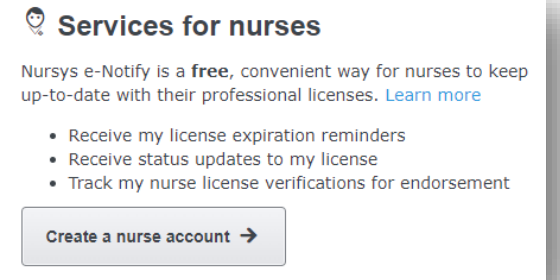 Services for nurses
Nursys e-Notify is a free, convenient way for nurses to keep
up-to-date with their professional licenses. Learn more
• Receive my license expiration reminders
• Receive status updates to my license
• Track my nurse license verifications for endorsement
Create a nurse account →